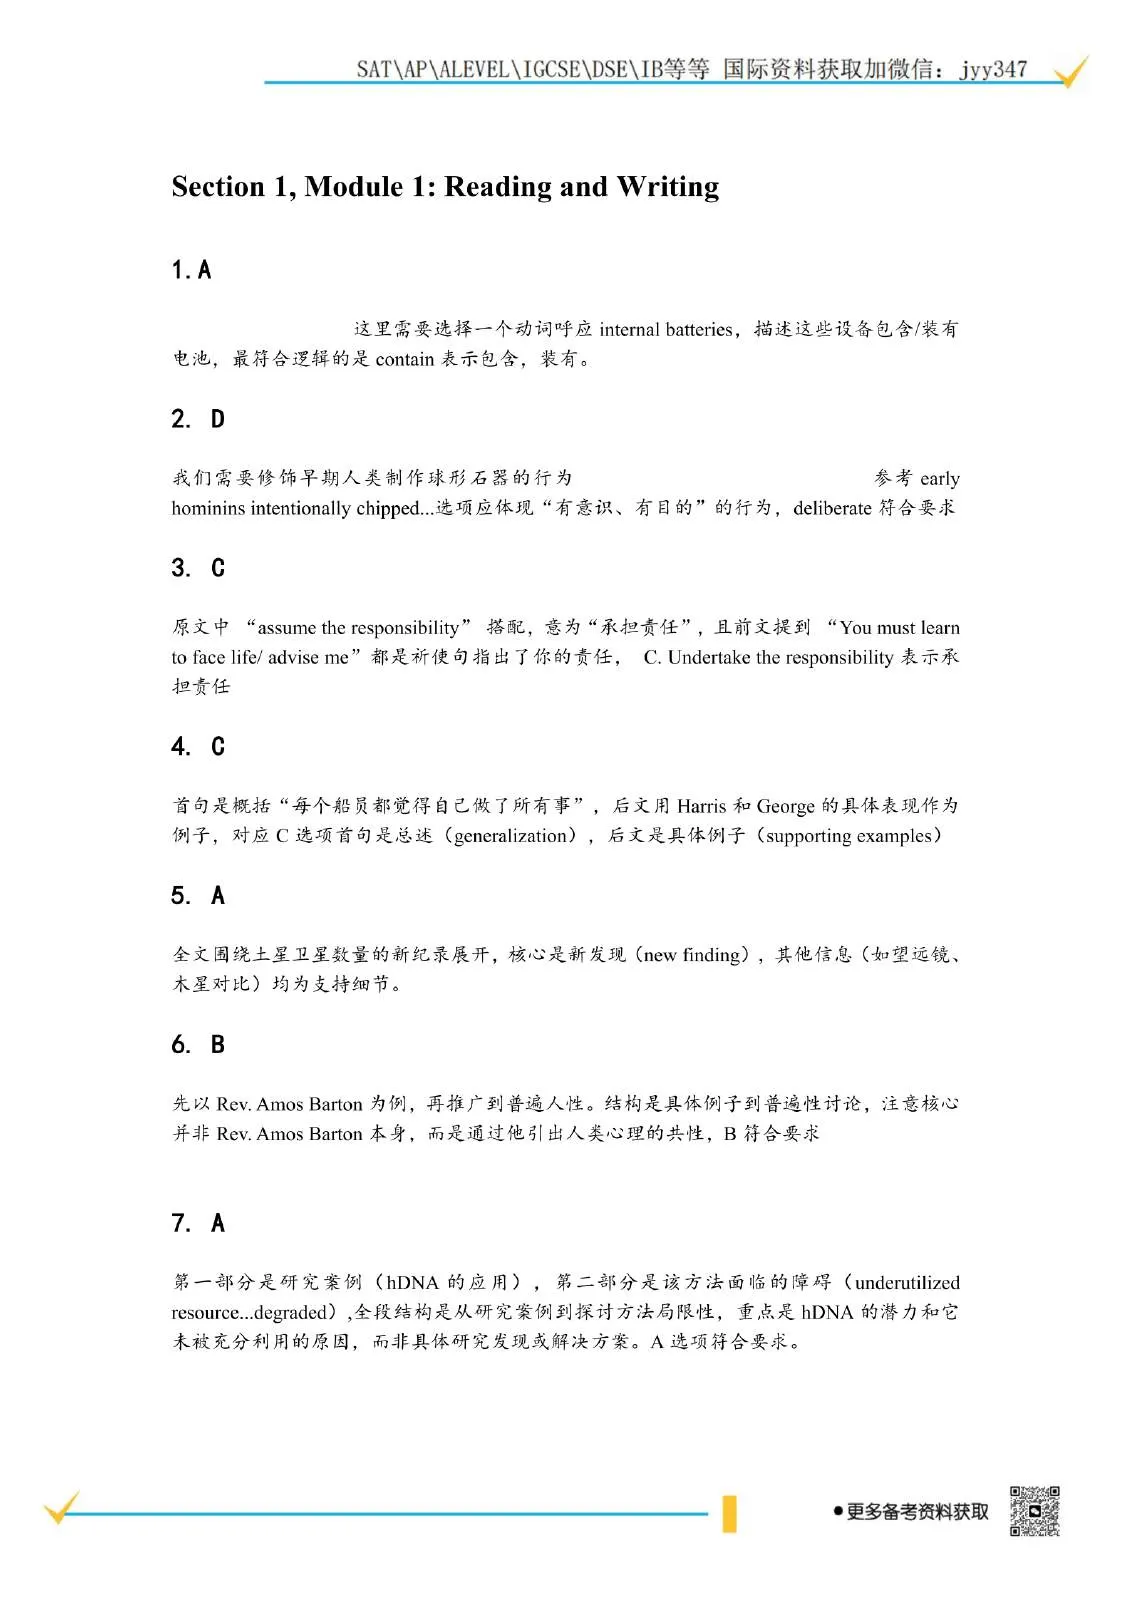 SAT\AP\ALEVEL\IGCSE\DSE\IB等等 国际资料获取加微信：jyy347
Section 1, Module 1: Reading and Writing
1. A
这里需要选择一个动词呼应 internal batteries，描述这些设备包含/装有
电池，最符合逻辑的是 contain 表示包含，装有。
2. D
我们需要修饰早期人类制作球形石器的行为 参考 early
hominins intentionally chipped...选项应体现“有意识、有目的”的行为，deliberate 符合要求
3. C
原文中 “assume the responsibility” 搭配，意为“承担责任”，且前文提到 “You must learn
to face life/ advise me”都是祈使句指出了你的责任， C. Undertake the responsibility 表示承
担责任
4. C
首句是概括“每个船员都觉得自己做了所有事”，后文用 Harris 和 George 的具体表现作为
例子，对应 C 选项首句是总述（generalization），后文是具体例子（supporting examples）
5. A
全文围绕土星卫星数量的新纪录展开，核心是新发现（new finding），其他信息（如望远镜、
木星对比）均为支持细节。
6. B
先以 Rev. Amos Barton 为例，再推广到普遍人性。结构是具体例子到普遍性讨论，注意核心
并非 Rev. Amos Barton 本身，而是通过他引出人类心理的共性，B 符合要求
7. A
第一部分是研究案例（hDNA 的应用），第二部分是该方法面临的障碍（underutilized
resource...degraded）,全段结构是从研究案例到探讨方法局限性，重点是 hDNA 的潜力和它
未被充分利用的原因，而非具体研究发现或解决方案。A 选项符合要求。
●更多备考资料获取